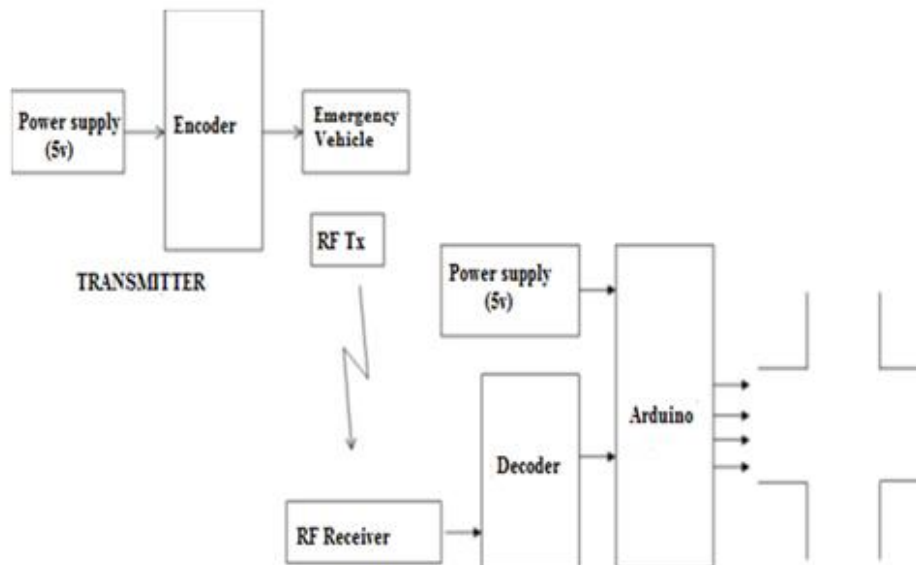 Power supply
(5v)
Encoder
Emergency
Vehicle
RF Tx
TRANSMITTER
Power supply
(5v)
Arduino
Decoder
RF Receiver